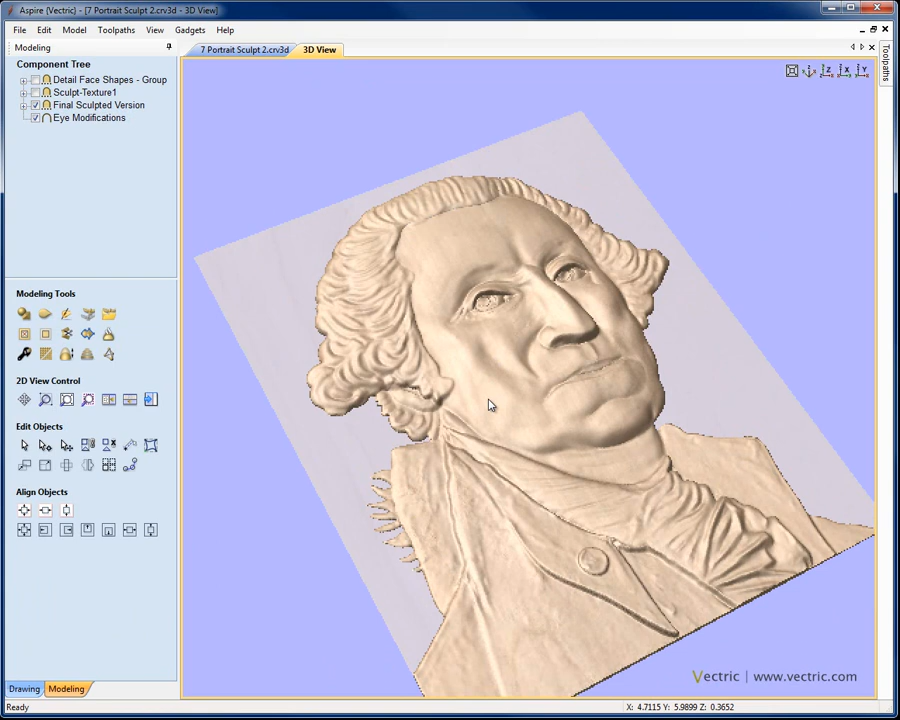 Aspire (Vectric) - [7 Portrait Sculpt 2.crv3d - 3D View]
File Edit Model Toolpaths View Gadgets Help
Modeling
7 Portrait Sculpt 2.crv3d 3D View
Toolpaths
Component Tree
Detail Face Shapes - Group
Sculpt-Texture1
Final Sculpted Version
Eye Modifications
Z X Y
Modeling Tools
2D View Control
Edit Objects
Align Objects
Vectric | www.vectric.com
Drawing Modeling
Ready
X: 4.7115 Y: 5.9899 Z: 0.3652